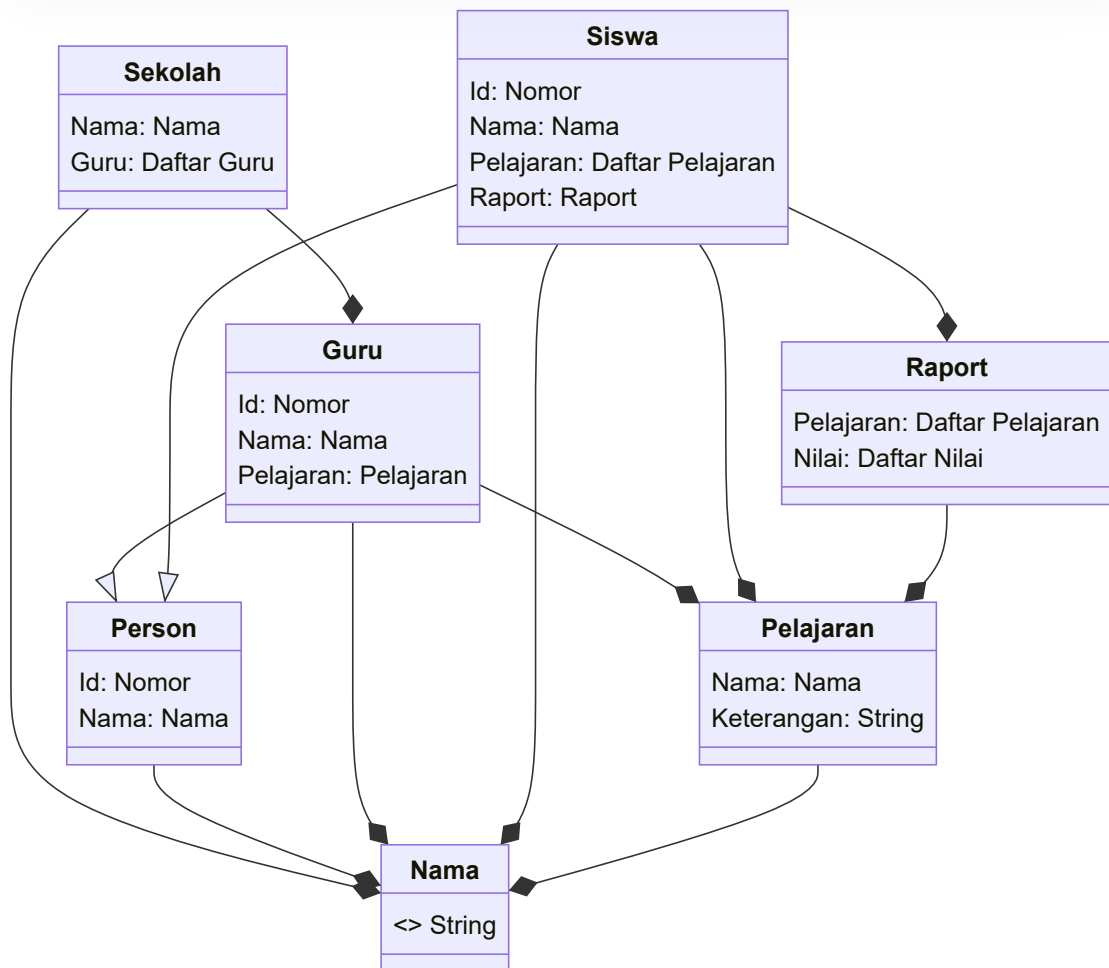 Sekolah
Nama: Nama
Guru: Daftar Guru
Siswa
Id: Nomor
Nama: Nama
Pelajaran: Daftar Pelajaran
Raport: Raport
Guru
Id: Nomor
Nama: Nama
Pelajaran: Pelajaran
Raport
Pelajaran: Daftar Pelajaran
Nilai: Daftar Nilai
Person
Id: Nomor
Nama: Nama
Pelajaran
Nama: Nama
Keterangan: String
Nama
<> String